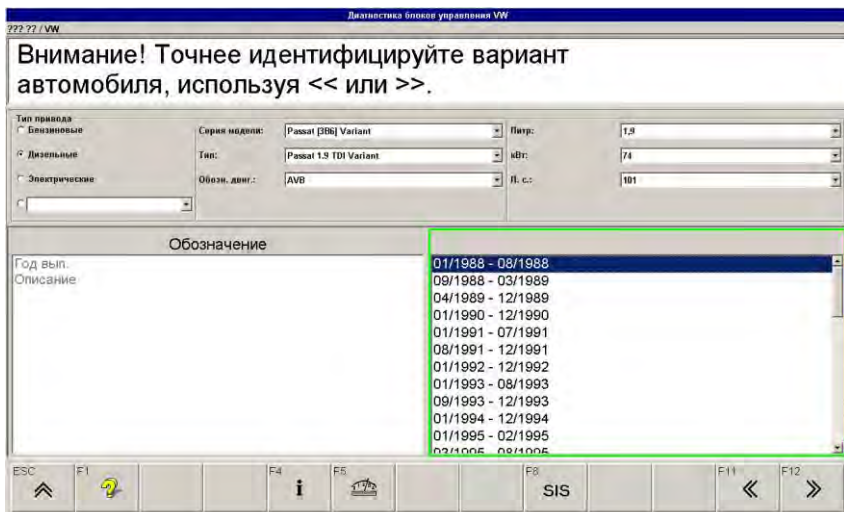 Диагностика блоков управления VW
??? ?? / VW
Внимание! Точнее идентифицируйте вариант
автомобиля, используя << или >>.
Тип привода
Бензиновые
Серия модели:
Passat [3B6] Variant
Литр:
1,9
Дизельные
Тип:
Passat 1.9 TDI Variant
кВт:
74
Электрические
Обозн. двиг.:
AVB
Л. с.:
101
Обозначение
Год вып.
Описание
01/1988 - 08/1988
09/1988 - 03/1989
04/1989 - 12/1989
01/1990 - 12/1990
01/1991 - 07/1991
08/1991 - 12/1991
01/1992 - 12/1992
01/1993 - 08/1993
09/1993 - 12/1993
01/1994 - 12/1994
01/1995 - 02/1995
03/1995 - 08/1995
ESC
F1
F4
F5
F8
SIS
F11
F12